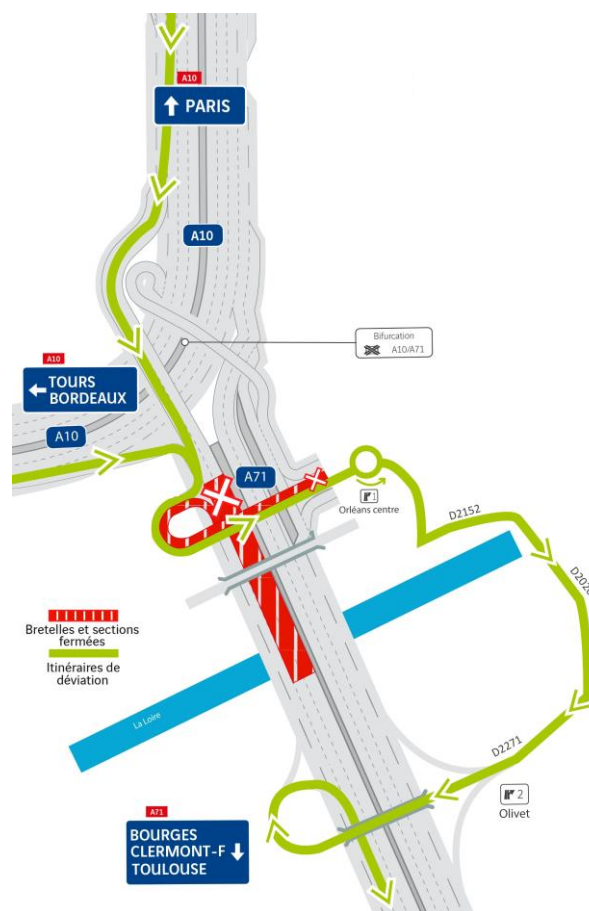 A10
PARIS
A10
Bifurcation
A10/A71
A10
TOURS
BORDEAUX
A10
A71
1
Orléans centre
D2152
D2020
Bretelles et sections
fermées
Itinéraires de
déviation
La Loire
D2271
2
Olivet
A71
BOURGES
CLERMONT-F
TOULOUSE